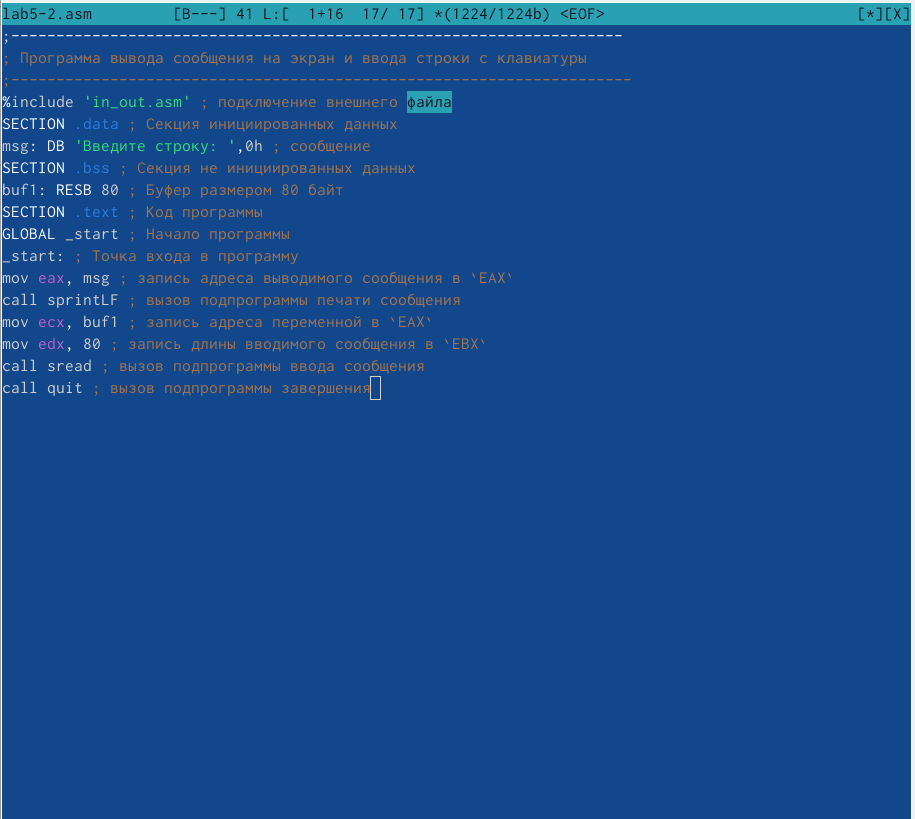 lab5-2.asm [B---] 41 L:[ 1+16 17/ 17] *(1224/1224b) <EOF> [*][X]
;--------------------------------------------------------------------
; Программа вывода сообщения на экран и ввода строки с клавиатуры
;---------------------------------------------------------------------
%include 'in_out.asm' ; подключение внешнего файла
SECTION .data ; Секция инициированных данных
msg: DB 'Введите строку: ',0h ; сообщение
SECTION .bss ; Секция не инициированных данных
buf1: RESB 80 ; Буфер размером 80 байт
SECTION .text ; Код программы
GLOBAL _start ; Начало программы
_start: ; Точка входа в программу
mov eax, msg ; запись адреса выводимого сообщения в `EAX`
call sprintLF ; вызов подпрограммы печати сообщения
mov ecx, buf1 ; запись адреса переменной в `EAX`
mov edx, 80 ; запись длины вводимого сообщения в `EBX`
call sread ; вызов подпрограммы ввода сообщения
call quit ; вызов подпрограммы завершения